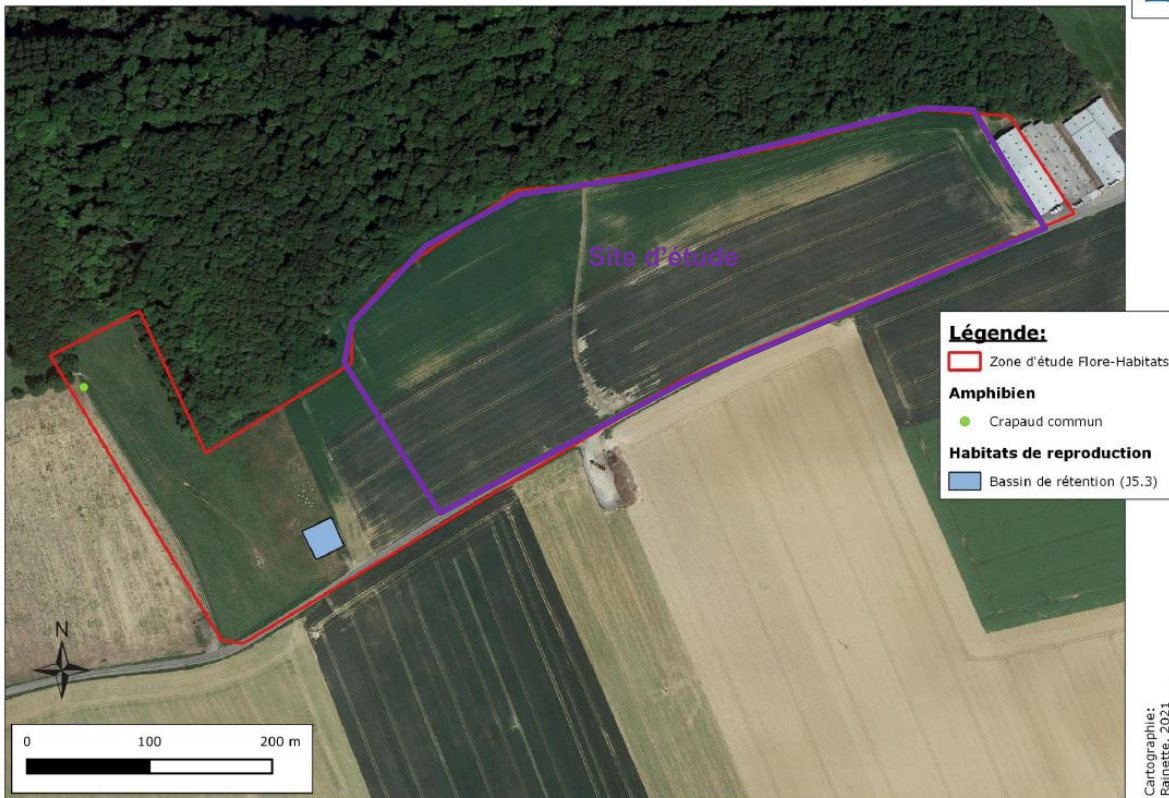 Site d'étude
Légende:
Zone d'étude Flore-Habitats
Amphibien
Crapaud commun
Habitats de reproduction
Bassin de rétention (J5.3)
N
0 100 200 m
Cartographie:
Rainette, 2021